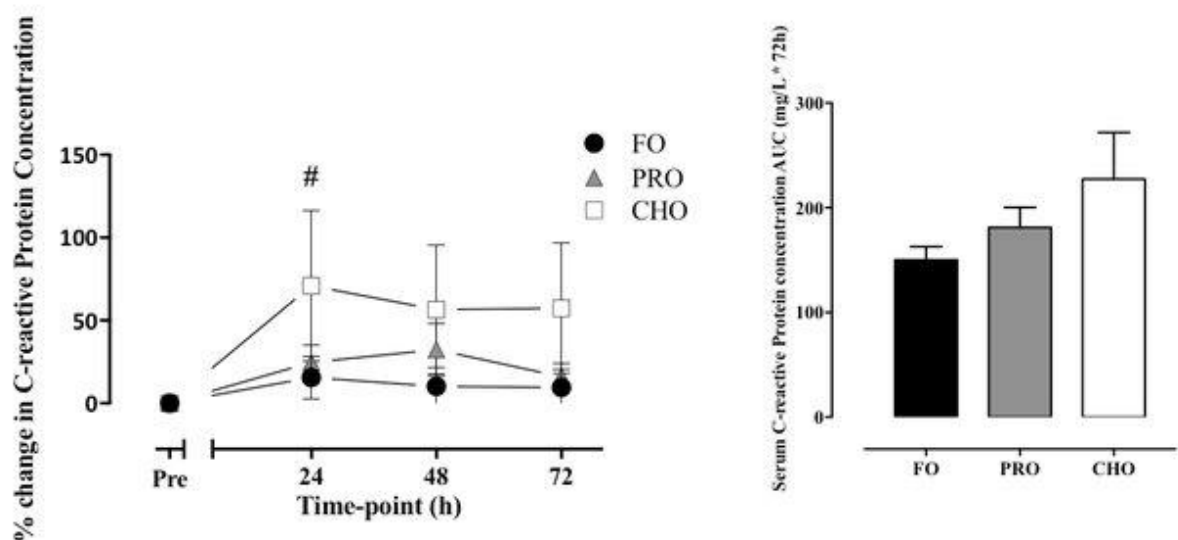 % change in C-reactive Protein Concentration
150
100
50
0
#
FO
PRO
CHO
Pre
24
48
72
Time-point (h)
Serum C-reactive Protein concentration AUC (mg/L * 72h)
300
200
100
0
FO
PRO
CHO